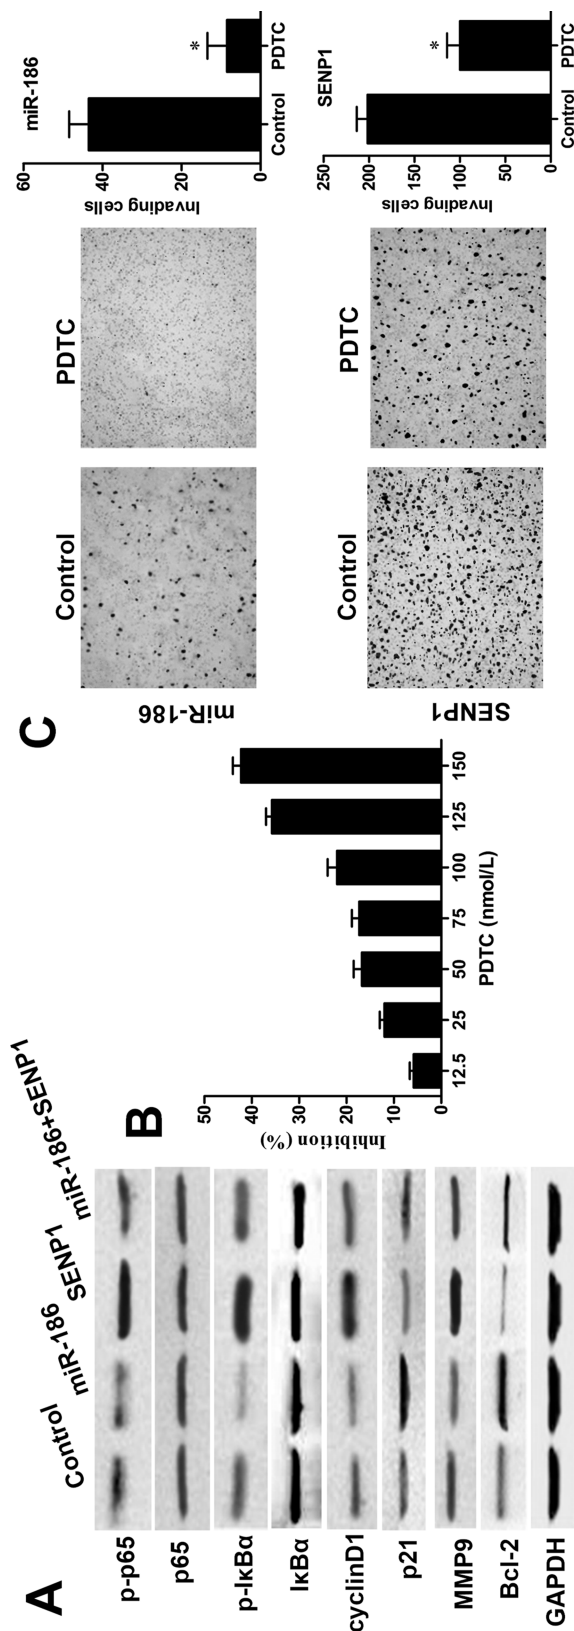 A
Control
miR-186
SENP1
miR-186+SENP1
p-p65
p65
p-IκBα
IκBα
cyclinD1
p21
MMP9
Bcl-2
GAPDH
B
50
40
30
20
10
0
Inhibition (%)
12.5 25 50 75 100 125 150
PDTC (nmol/L)
C
Control PDTC
miR-186
miR-186
60
40
20
0
Invading cells
*
Control PDTC
Control PDTC
SENP1
SENP1
250
200
150
100
50
0
Invading cells
*
Control PDTC